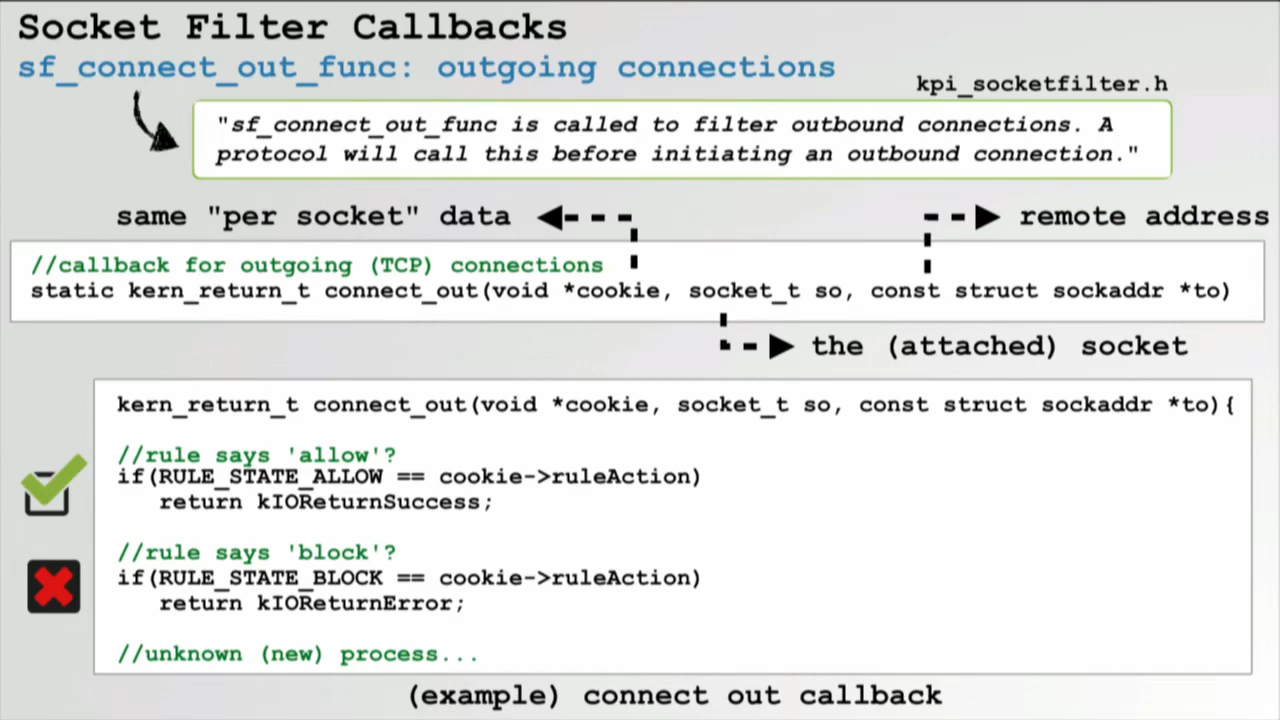 Socket Filter Callbacks
sf_connect_out_func: outgoing connections
kpi_socketfilter.h
"sf_connect_out_func is called to filter outbound connections. A
protocol will call this before initiating an outbound connection."
same "per socket" data
remote address
//callback for outgoing (TCP) connections
static kern_return_t connect_out(void *cookie, socket_t so, const struct sockaddr *to)
the (attached) socket
kern_return_t connect_out(void *cookie, socket_t so, const struct sockaddr *to){
//rule says 'allow'?
if(RULE_STATE_ALLOW == cookie->ruleAction)
return kIOReturnSuccess;
//rule says 'block'?
if(RULE_STATE_BLOCK == cookie->ruleAction)
return kIOReturnError;
//unknown (new) process...
(example) connect out callback